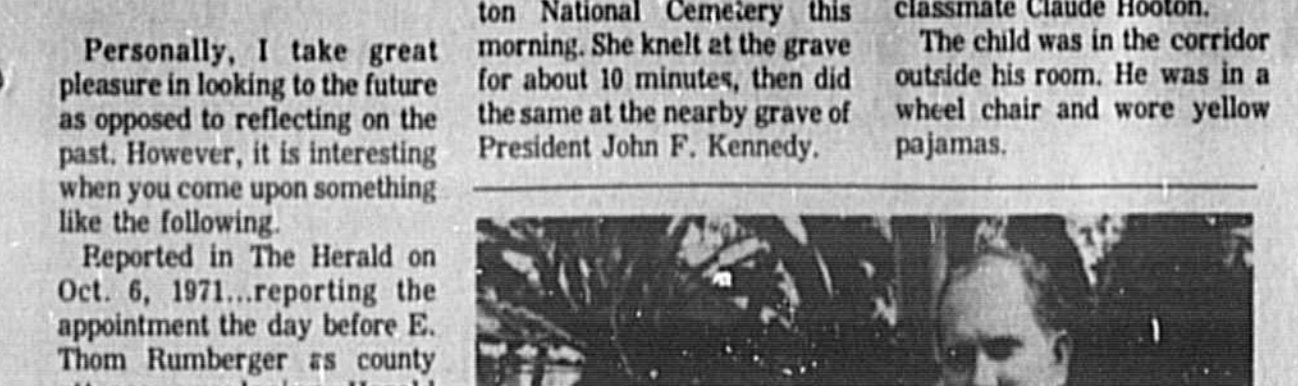 Personally, I take great
pleasure in looking to the future
as opposed to reflecting on the
past. However, it is interesting
when you come upon something
like the following.
Reported in The Herald on
Oct. 6, 1971...reporting the
appointment the day before E.
Thom Rumberger as county
ton National Cemetery this
morning. She knelt at the grave
for about 10 minutes, then did
the same at the nearby grave of
President John F. Kennedy.
classmate Claude Hooton.
The child was in the corridor
outside his room. He was in a
wheel chair and wore yellow
pajamas.